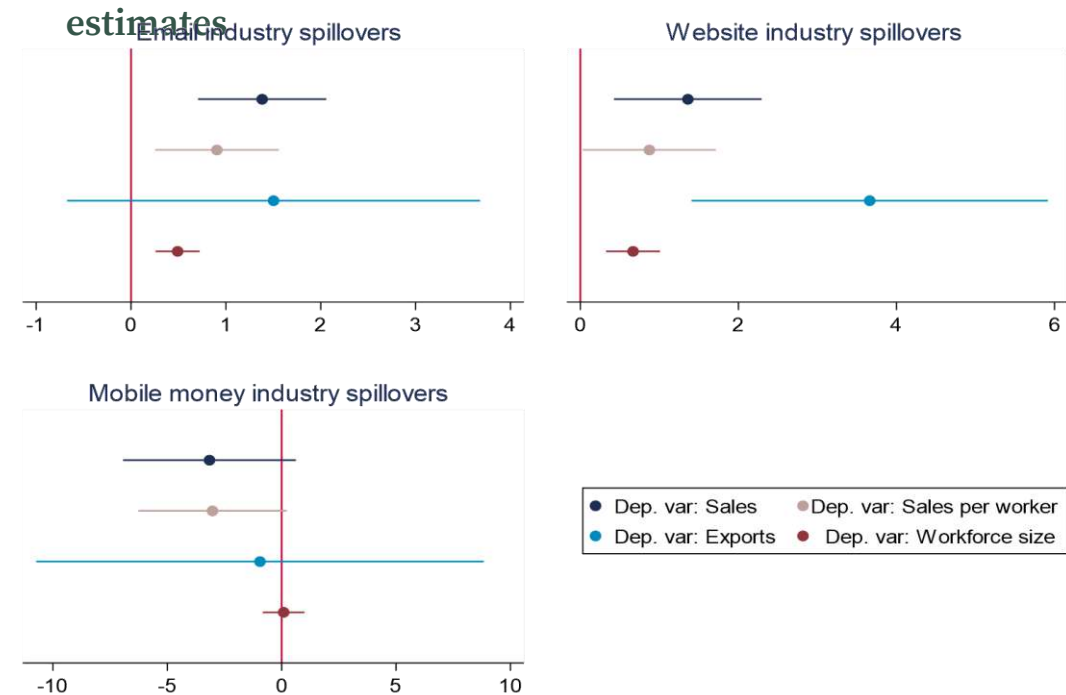 estimates
Email industry spillovers
Website industry spillovers
-1 0 1 2 3 4
0 2 4 6
Mobile money industry spillovers
-10 -5 0 5 10
Dep. var: Sales Dep. var: Sales per worker
Dep. var: Exports Dep. var: Workforce size